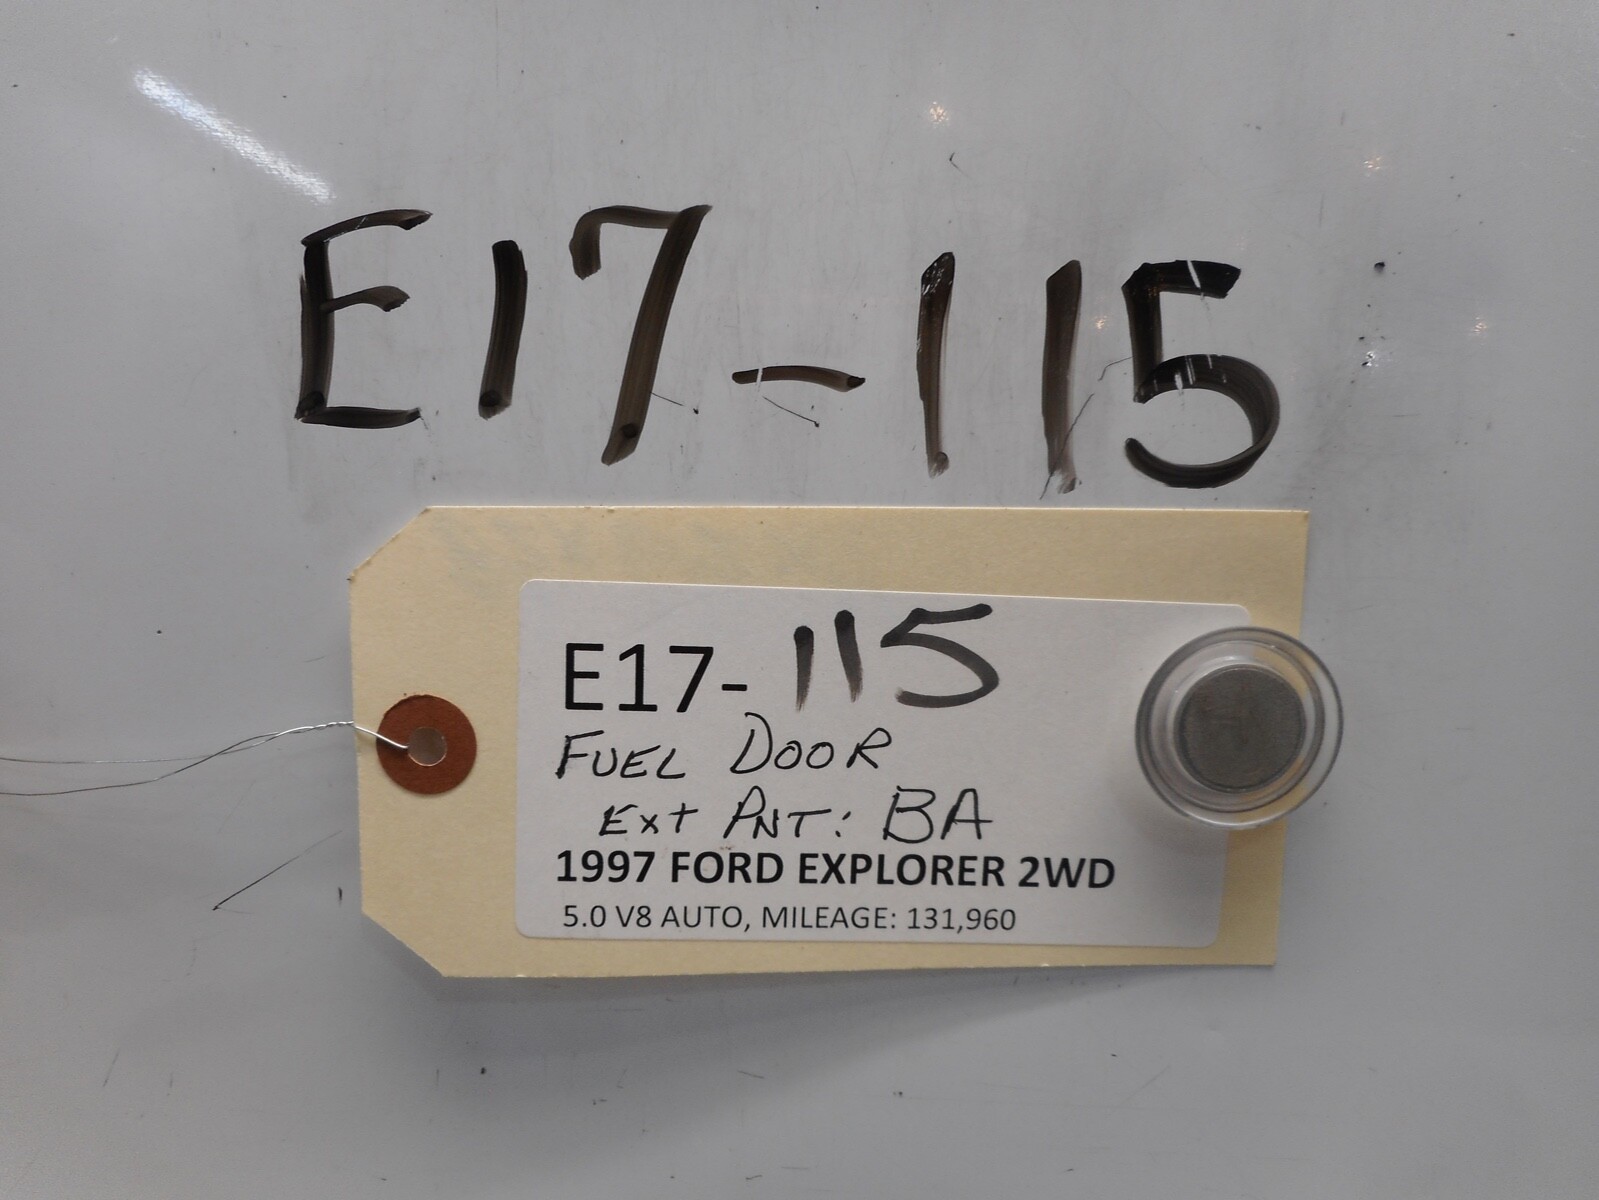 E17-115
E17-115
FUEL DOOR
Ext PNT: BA
1997 FORD EXPLORER 2WD
5.0 V8 AUTO, MILEAGE: 131,960